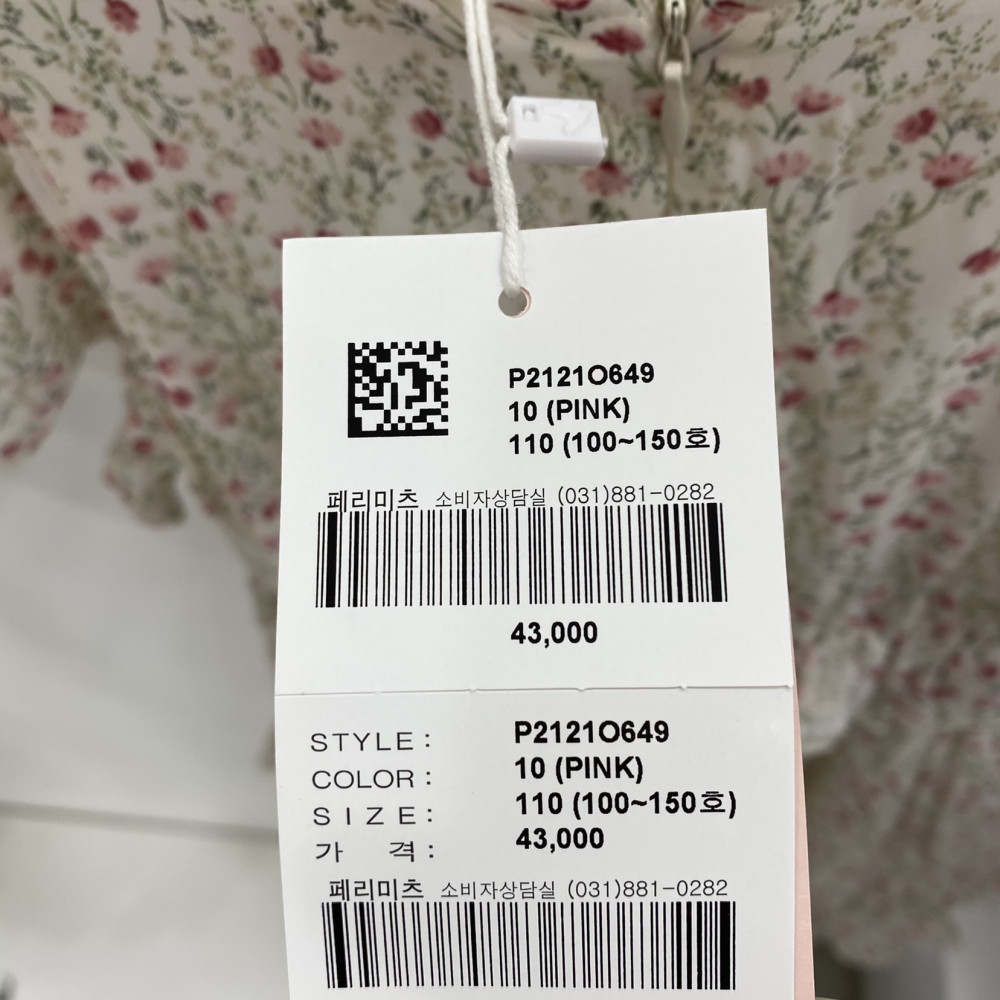 P2121O649
10 (PINK)
110 (100~150호)
페리미츠 소비자상담실 (031)881-0282
43,000
STYLE : P2121O649
COLOR : 10 (PINK)
SIZE : 110 (100~150호)
가 격 : 43,000
페리미츠 소비자상담실 (031)881-0282